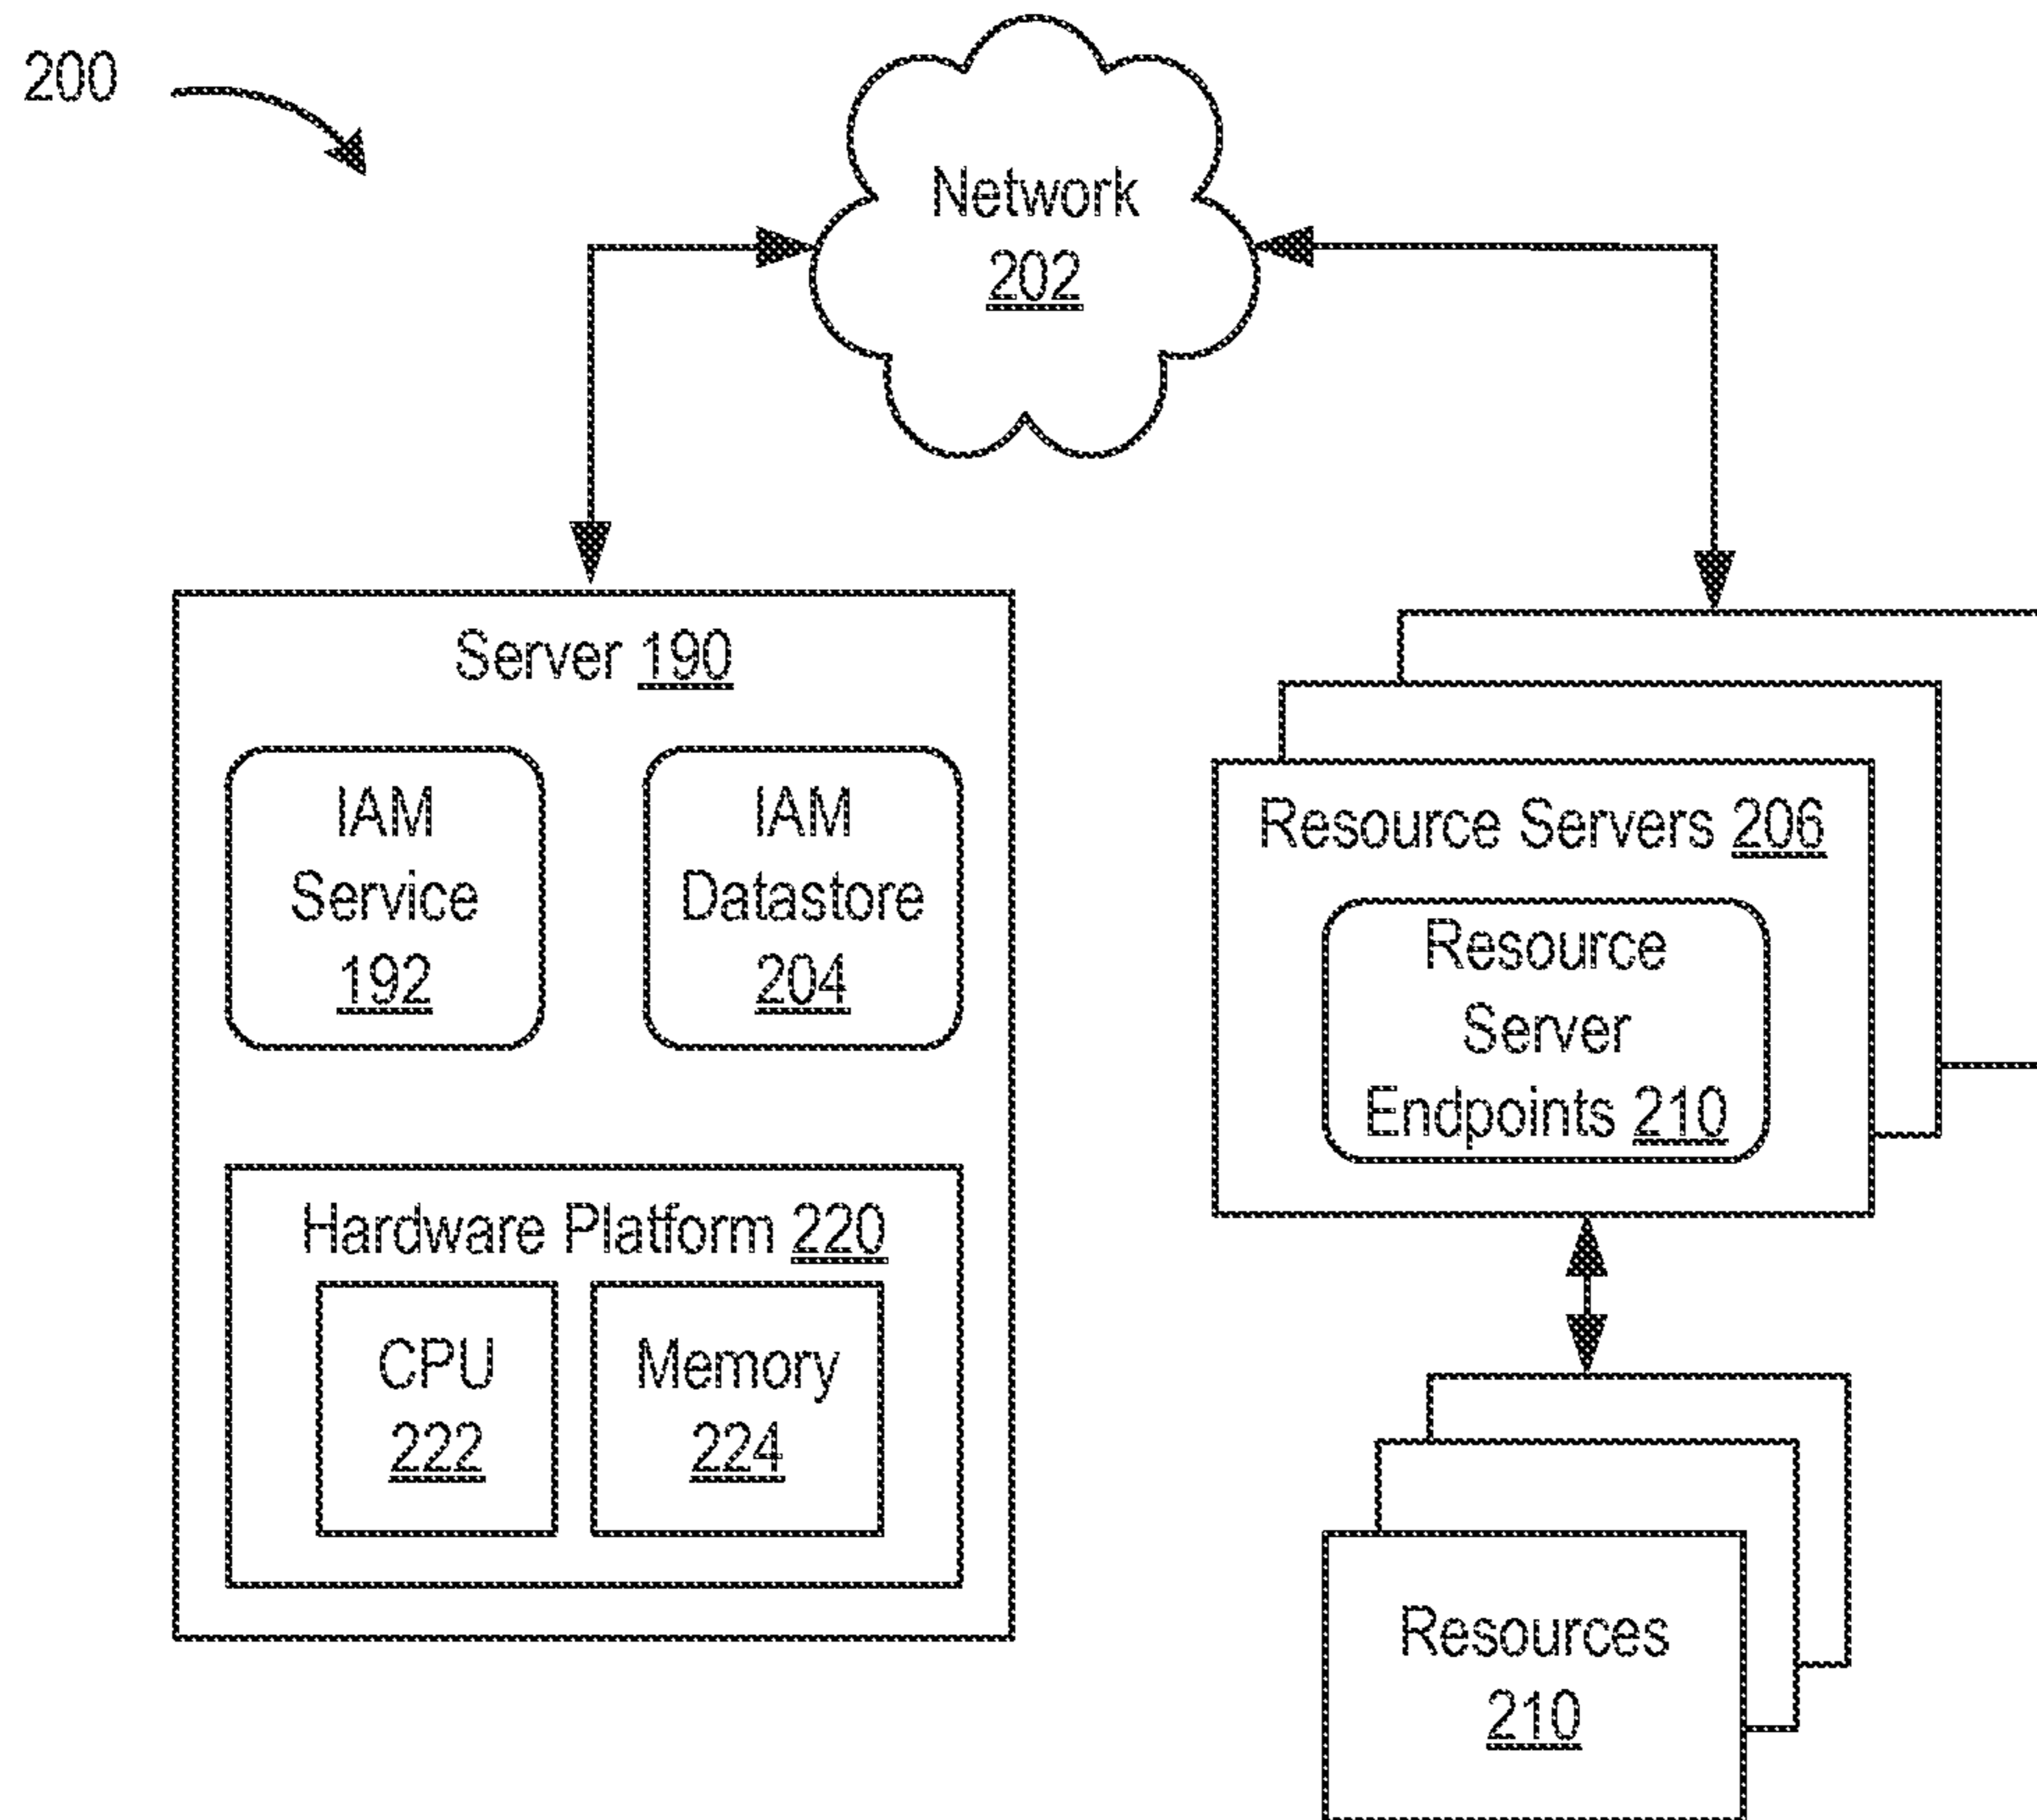 200
Network
202
Server 190
IAM
Service
192
IAM
Datastore
204
Hardware Platform 220
CPU
222
Memory
224
Resource Servers 206
Resource
Server
Endpoints 210
Resources
210